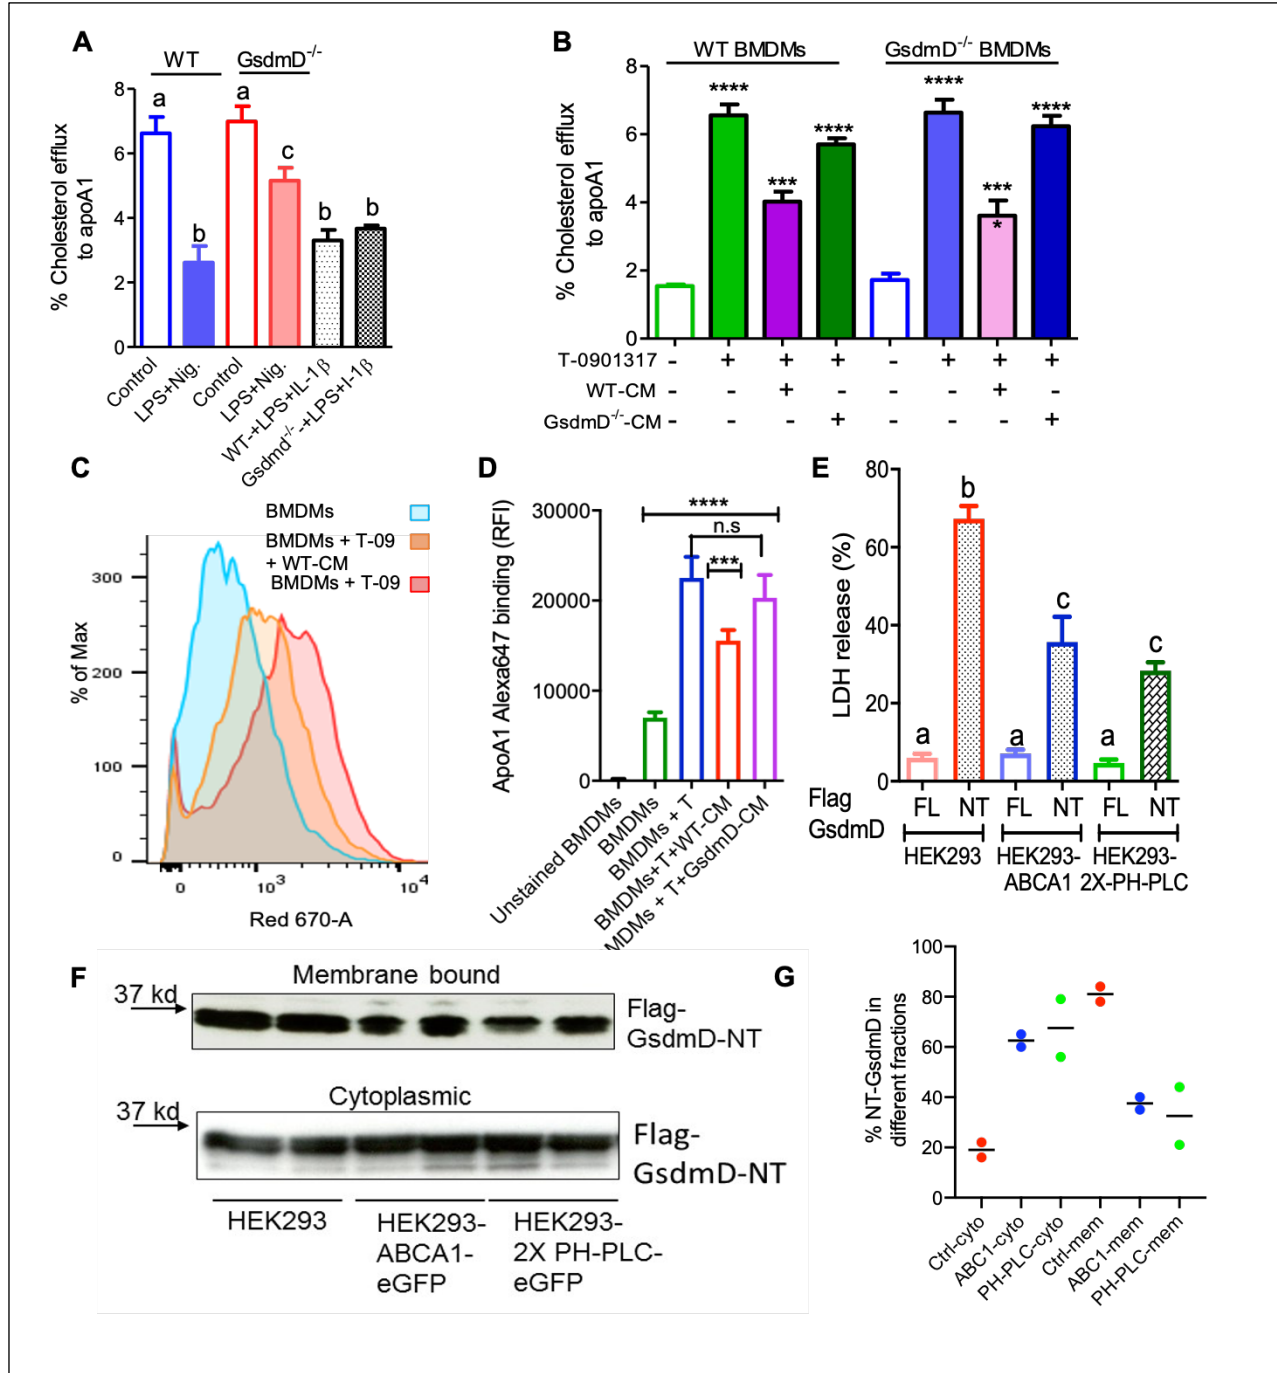 A
WT GsdmD-/-
% Cholesterol efflux
to apoA1
8
6
4
2
0
a
b
a
c
b
b
Control
LPS+Nig.
Control
LPS+Nig.
WT-+LPS+IL-1β
Gsdmd-/-+LPS+I-1β
B
WT BMDMs GsdmD-/- BMDMs
% Cholesterol efflux
to apoA1
8
6
4
2
0
****
***
****
****
***
*
****
T-0901317 - + + + - + + +
WT-CM - - + - - - + -
GsdmD-/--CM - - - + - - - +
C
BMDMs
BMDMs + T-09
+ WT-CM
BMDMs + T-09
% of Max
300
200
100
0
0 10³ 10⁴
Red 670-A
D
ApoA1 Alexa647 binding (RFI)
30000
20000
10000
0
****
n.s
***
Unstained BMDMs
BMDMs
BMDMs + T
BMDMs+T+WT-CM
MDMs + T+GsdmD-CM
E
LDH release (%)
80
60
40
20
0
a
b
a
c
a
c
Flag
GsdmD
FL NT FL NT FL NT
HEK293 HEK293- HEK293-
ABCA1 2X-PH-PLC
F
Membrane bound
37 kd
Flag-
GsdmD-NT
Cytoplasmic
37 kd
Flag-
GsdmD-NT
HEK293 HEK293- HEK293-
ABCA1- 2X PH-PLC-
eGFP eGFP
G
% NT-GsdmD in
different fractions
100
80
60
40
20
0
Ctrl-cyto
ABC1-cyto
PH-PLC-cyto
Ctrl-mem
ABC1-mem
PH-PLC-mem